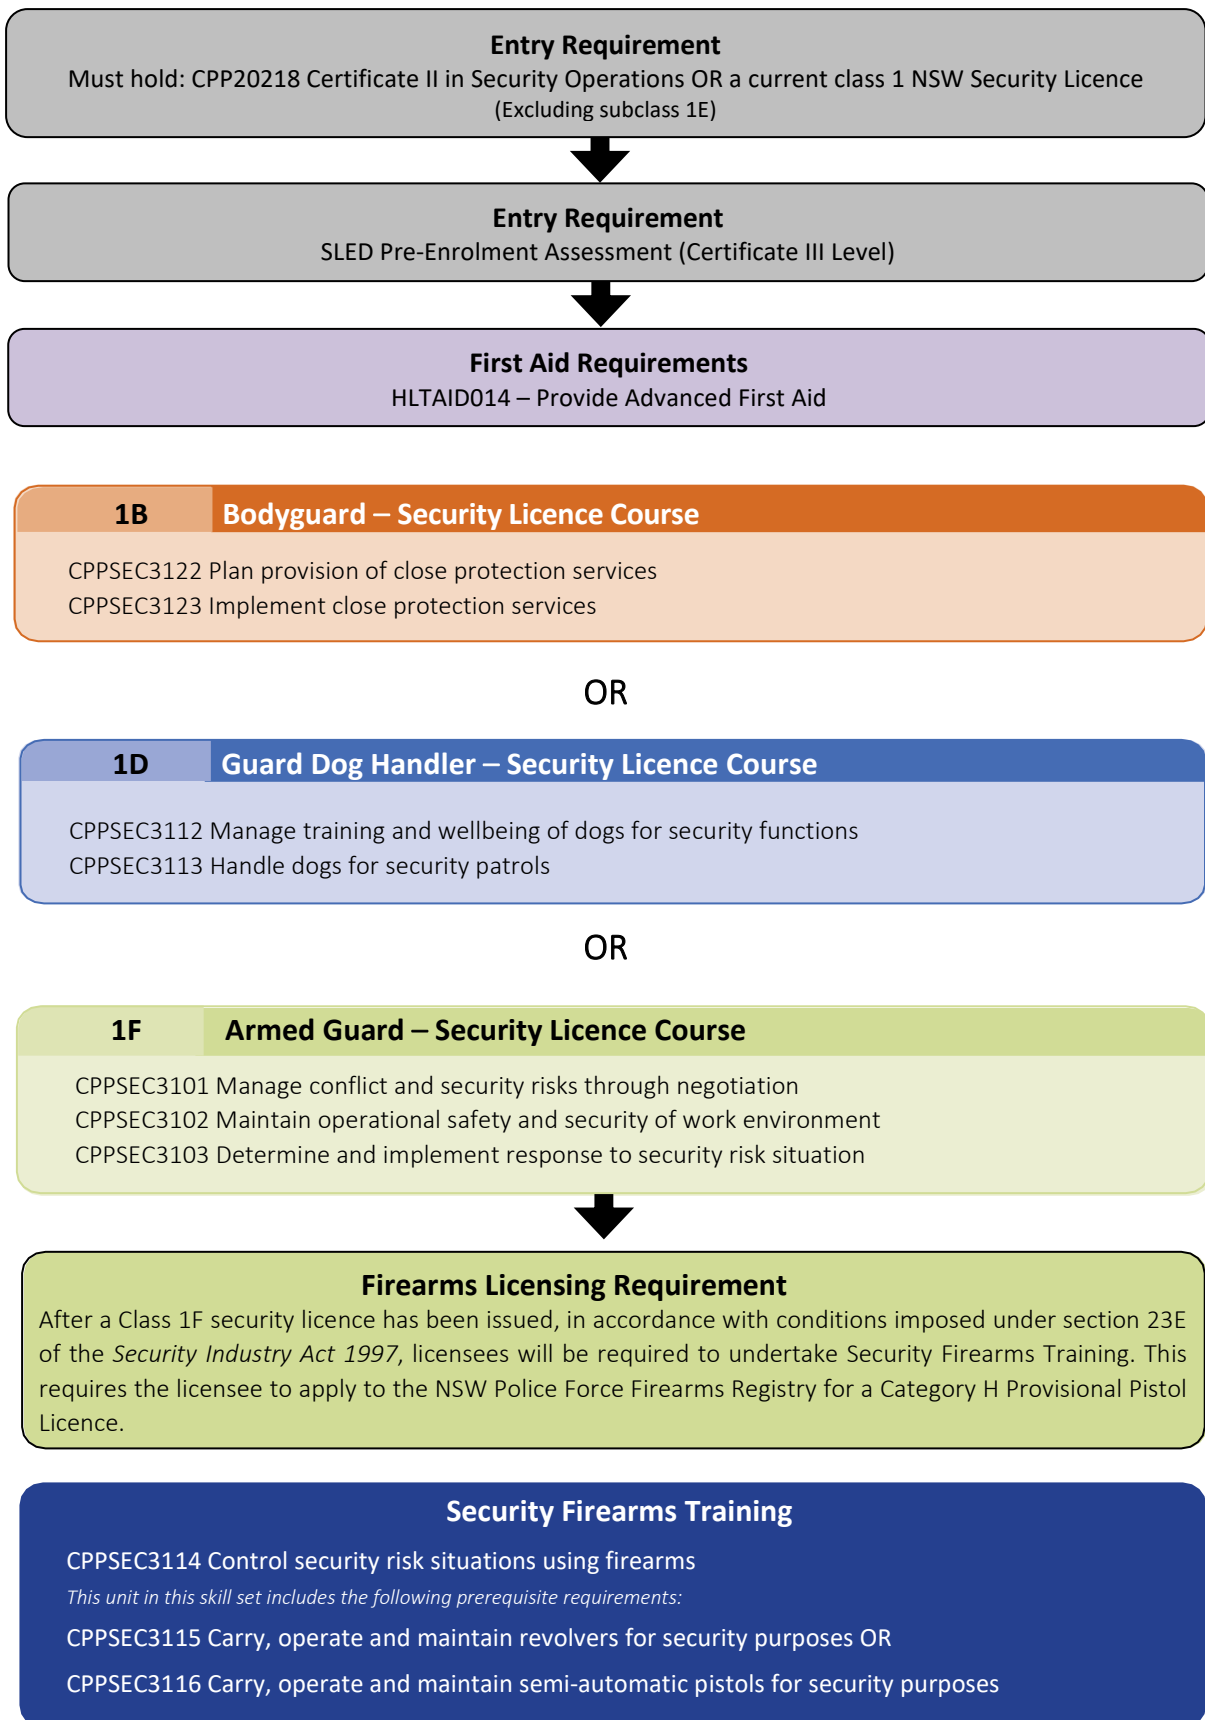 Entry Requirement
Must hold: CPP20218 Certificate II in Security Operations OR a current class 1 NSW Security Licence
(Excluding subclass 1E)
Entry Requirement
SLED Pre-Enrolment Assessment (Certificate III Level)
First Aid Requirements
HLTAID014 – Provide Advanced First Aid
1B Bodyguard – Security Licence Course
CPPSEC3122 Plan provision of close protection services
CPPSEC3123 Implement close protection services
OR
1D Guard Dog Handler – Security Licence Course
CPPSEC3112 Manage training and wellbeing of dogs for security functions
CPPSEC3113 Handle dogs for security patrols
OR
1F Armed Guard – Security Licence Course
CPPSEC3101 Manage conflict and security risks through negotiation
CPPSEC3102 Maintain operational safety and security of work environment
CPPSEC3103 Determine and implement response to security risk situation
Firearms Licensing Requirement
After a Class 1F security licence has been issued, in accordance with conditions imposed under section 23E
of the Security Industry Act 1997, licensees will be required to undertake Security Firearms Training. This
requires the licensee to apply to the NSW Police Force Firearms Registry for a Category H Provisional Pistol
Licence.
Security Firearms Training
CPPSEC3114 Control security risk situations using firearms
This unit in this skill set includes the following prerequisite requirements:
CPPSEC3115 Carry, operate and maintain revolvers for security purposes OR
CPPSEC3116 Carry, operate and maintain semi-automatic pistols for security purposes